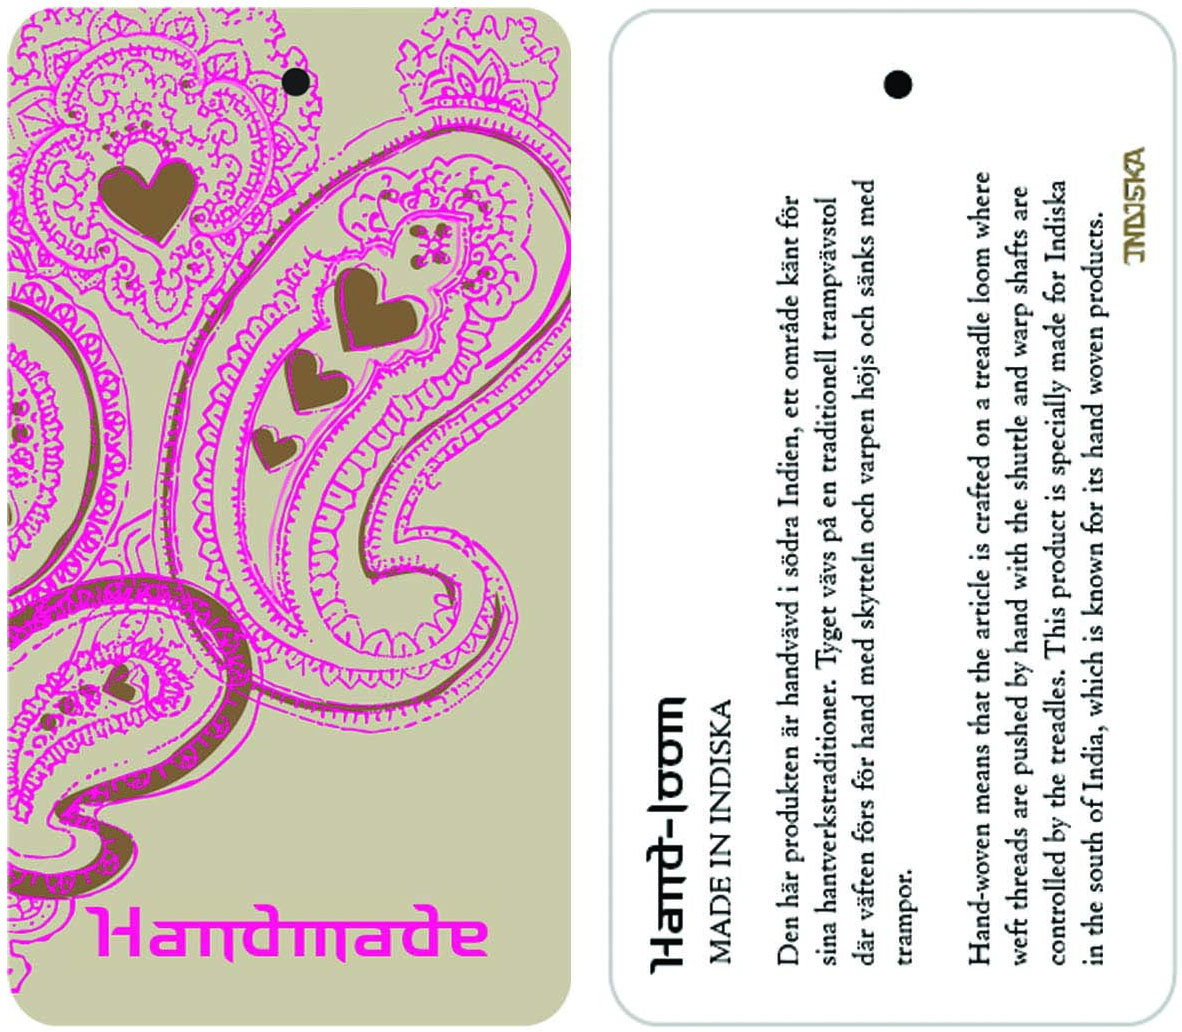 Handmade
Hand-loom
MADE IN INDISKA
Den här produkten är handvävd i södra Indien, ett område känt för
sina hantverkstraditioner. Tyget vävs på en traditionell trampvävstol
där väften förs för hand med skytteln och varpen höjs och sänks med
trampor.
Hand-woven means that the article is crafted on a treadle loom where
weft threads are pushed by hand with the shuttle and warp shafts are
controlled by the treadles. This product is specially made for Indiska
in the south of India, which is known for its hand woven products.
INDISKA